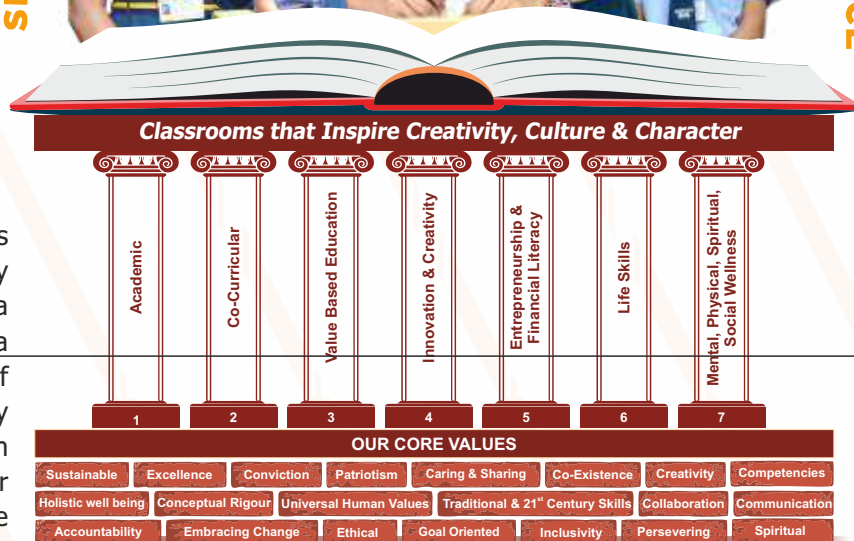 Classrooms that Inspire Creativity, Culture & Character
Academic
Co-Curricular
Value Based Education
Innovation & Creativity
Entrepreneurship &
Financial Literacy
Life Skills
Mental, Physical, Spiritual,
Social Wellness
1 2 3 4 5 6 7
OUR CORE VALUES
Sustainable Excellence Conviction Patriotism Caring & Sharing Co-Existence Creativity Competencies
Holistic well being Conceptual Rigour Universal Human Values Traditional & 21st Century Skills Collaboration Communication
Accountability Embracing Change Ethical Goal Oriented Inclusivity Persevering Spiritual